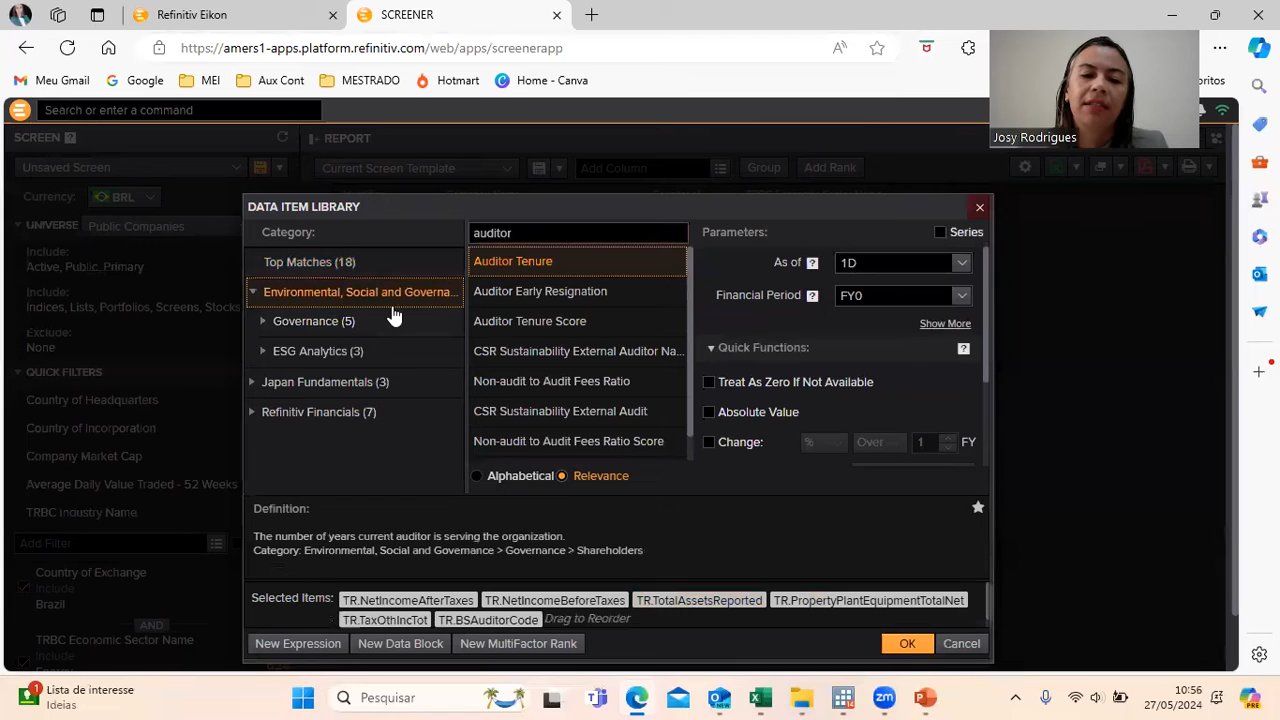 Refinitiv Eikon
SCREENER
https://amers1-apps.platform.refinitiv.com/web/apps/screenerapp
Meu Gmail
Google
MEI
Aux Cont
MESTRADO
Hotmart
Home - Canva
voritos
Josy Rodrigues
Search or enter a command
SCREEN
REPORT
Unsaved Screen
Current Screen Template
Add Column
Group
Add Rank
Currency:
BRL
UNIVERSE
Public Companies
Include:
Active, Public, Primary
Include:
Indices, Lists, Portfolios, Screens, Stocks
Exclude:
None
QUICK FILTERS
Country of Headquarters
Country of Incorporation
Company Market Cap
Average Daily Value Traded - 52 Weeks
TRBC Industry Name
Add Filter
Country of Exchange
Include
Brazil
AND
TRBC Economic Sector Name
Include
Energy
DATA ITEM LIBRARY
Category:
Top Matches (18)
Environmental, Social and Governa...
Governance (5)
ESG Analytics (3)
Japan Fundamentals (3)
Refinitiv Financials (7)
auditor
Auditor Tenure
Auditor Early Resignation
Auditor Tenure Score
CSR Sustainability External Auditor Na...
Non-audit to Audit Fees Ratio
CSR Sustainability External Audit
Non-audit to Audit Fees Ratio Score
Alphabetical
Relevance
Parameters:
Series
As of
1D
Financial Period
FY0
Show More
Quick Functions:
Treat As Zero If Not Available
Absolute Value
Change:
%
Over
1
FY
Definition:
The number of years current auditor is serving the organization.
Category: Environmental, Social and Governance > Governance > Shareholders
Selected Items:
TR.NetIncomeAfterTaxes
TR.NetIncomeBeforeTaxes
TR.TotalAssetsReported
TR.PropertyPlantEquipmentTotalNet
TR.TaxOthIncTot
TR.BSAuditorCode
Drag to Reorder
New Expression
New Data Block
New MultiFactor Rank
OK
Cancel
1
Lista de interesse
Ideias
Pesquisar
10:56
27/05/2024